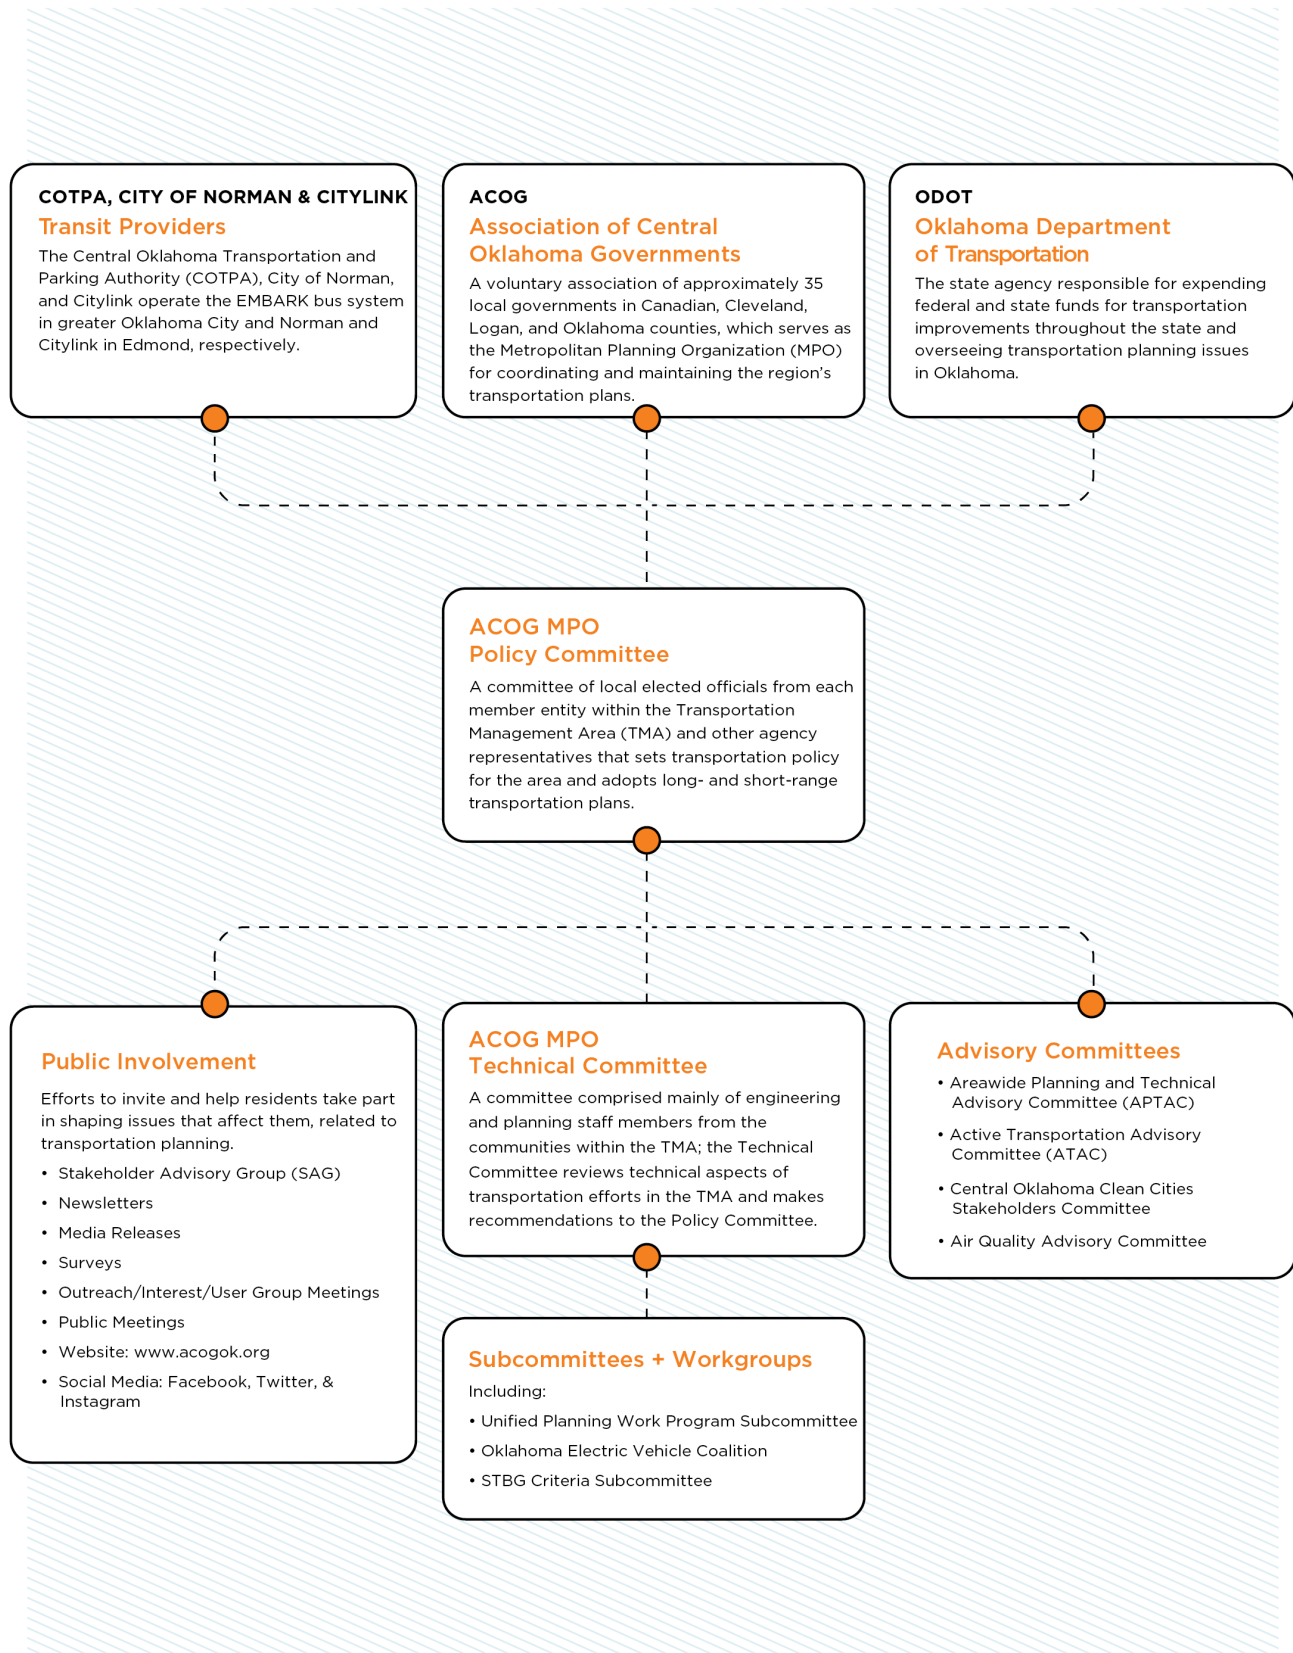 COTPA, CITY OF NORMAN & CITYLINK
Transit Providers
The Central Oklahoma Transportation and
Parking Authority (COTPA), City of Norman,
and Citylink operate the EMBARK bus system
in greater Oklahoma City and Norman and
Citylink in Edmond, respectively.
ACOG
Association of Central
Oklahoma Governments
A voluntary association of approximately 35
local governments in Canadian, Cleveland,
Logan, and Oklahoma counties, which serves as
the Metropolitan Planning Organization (MPO)
for coordinating and maintaining the region's
transportation plans.
ODOT
Oklahoma Department
of Transportation
The state agency responsible for expending
federal and state funds for transportation
improvements throughout the state and
overseeing transportation planning issues
in Oklahoma.
ACOG MPO
Policy Committee
A committee of local elected officials from each
member entity within the Transportation
Management Area (TMA) and other agency
representatives that sets transportation policy
for the area and adopts long- and short-range
transportation plans.
Public Involvement
Efforts to invite and help residents take part
in shaping issues that affect them, related to
transportation planning.
• Stakeholder Advisory Group (SAG)
• Newsletters
• Media Releases
• Surveys
• Outreach/Interest/User Group Meetings
• Public Meetings
• Website: www.acogok.org
• Social Media: Facebook, Twitter, &
Instagram
ACOG MPO
Technical Committee
A committee comprised mainly of engineering
and planning staff members from the
communities within the TMA; the Technical
Committee reviews technical aspects of
transportation efforts in the TMA and makes
recommendations to the Policy Committee.
Advisory Committees
• Areawide Planning and Technical
Advisory Committee (APTAC)
• Active Transportation Advisory
Committee (ATAC)
• Central Oklahoma Clean Cities
Stakeholders Committee
• Air Quality Advisory Committee
Subcommittees + Workgroups
Including:
• Unified Planning Work Program Subcommittee
• Oklahoma Electric Vehicle Coalition
• STBG Criteria Subcommittee